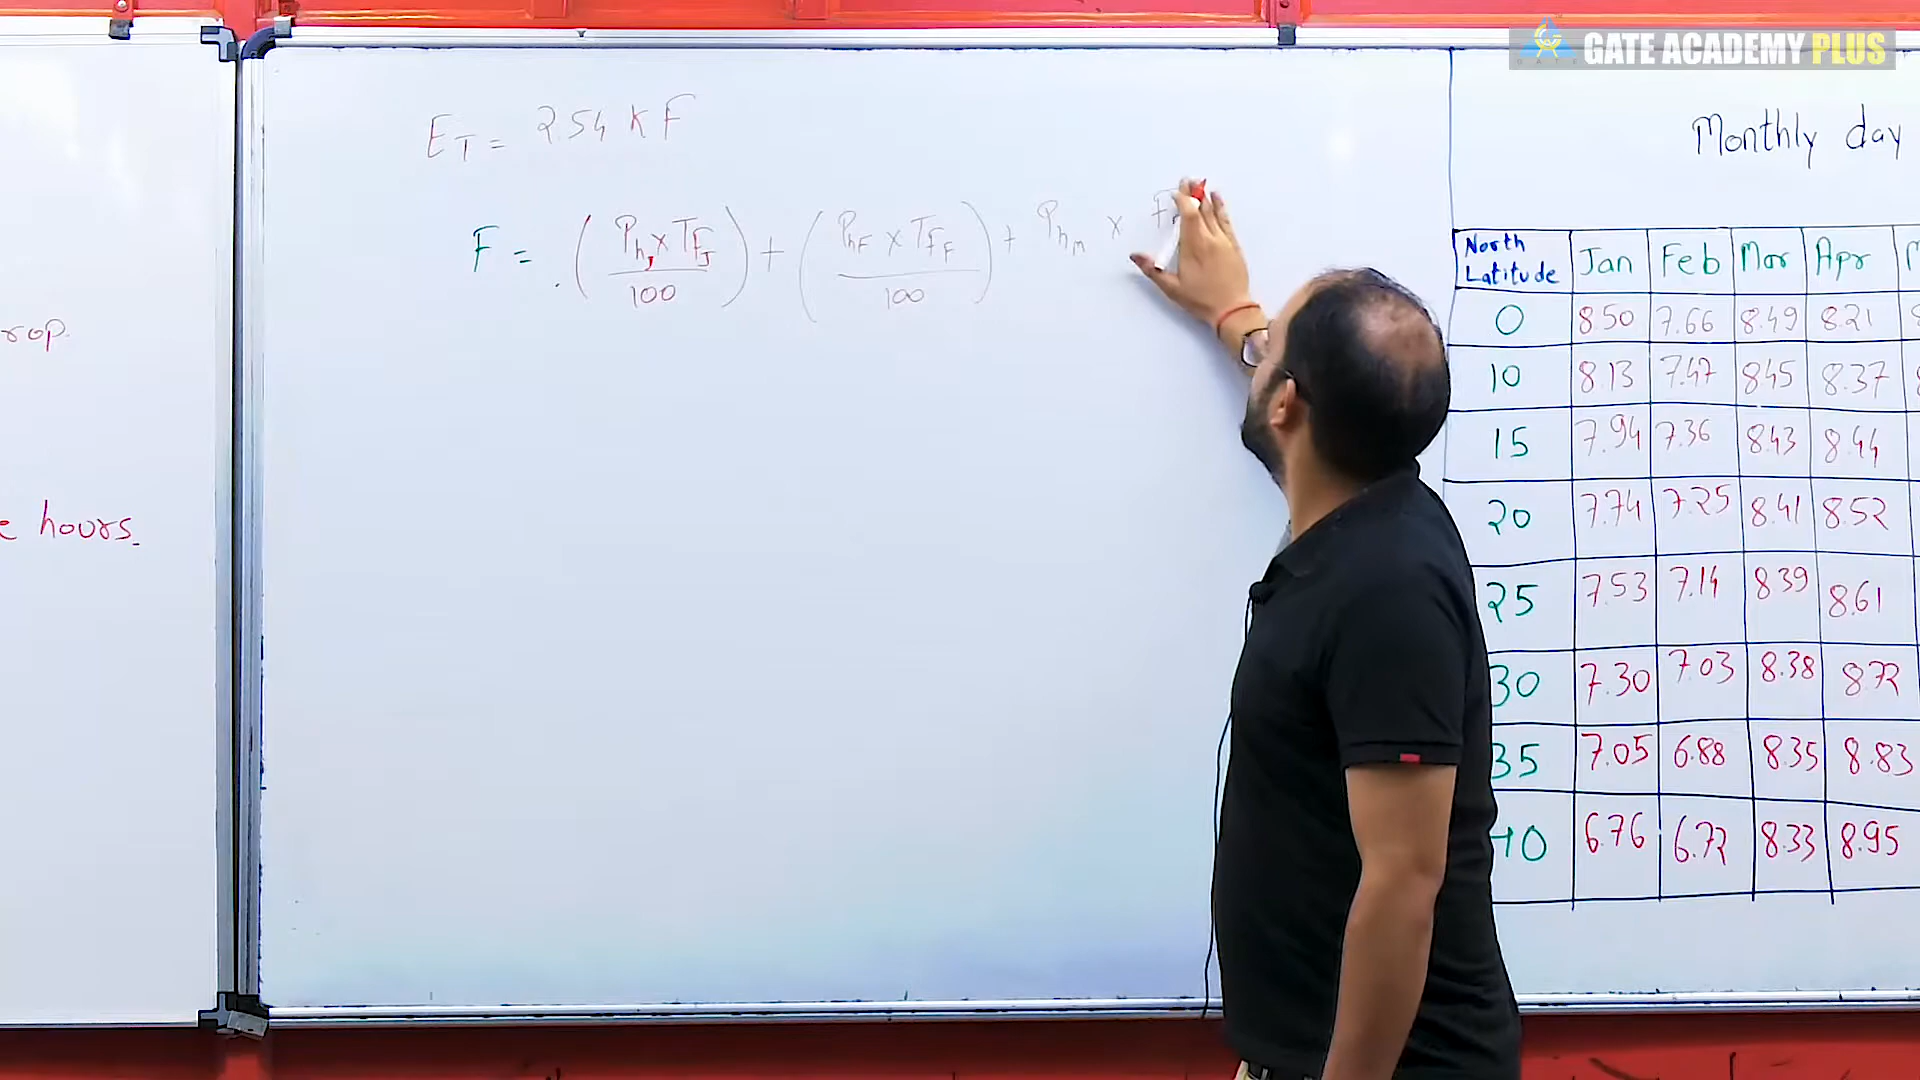 GATE ACADEMY PLUS
E_T = 2.54 K F
F = (P_hJ × T_FJ / 100) + (P_hF × T_FF / 100) + P_hm ×
rop.
hours.
Monthly day
North Latitude Jan Feb Mar Apr
0 8.50 7.66 8.49 8.21
10 8.13 7.47 8.45 8.37
15 7.94 7.36 8.43 8.44
20 7.74 7.25 8.41 8.52
25 7.53 7.14 8.39 8.61
30 7.30 7.03 8.38 8.72
35 7.05 6.88 8.35 8.83
40 6.76 6.72 8.33 8.95